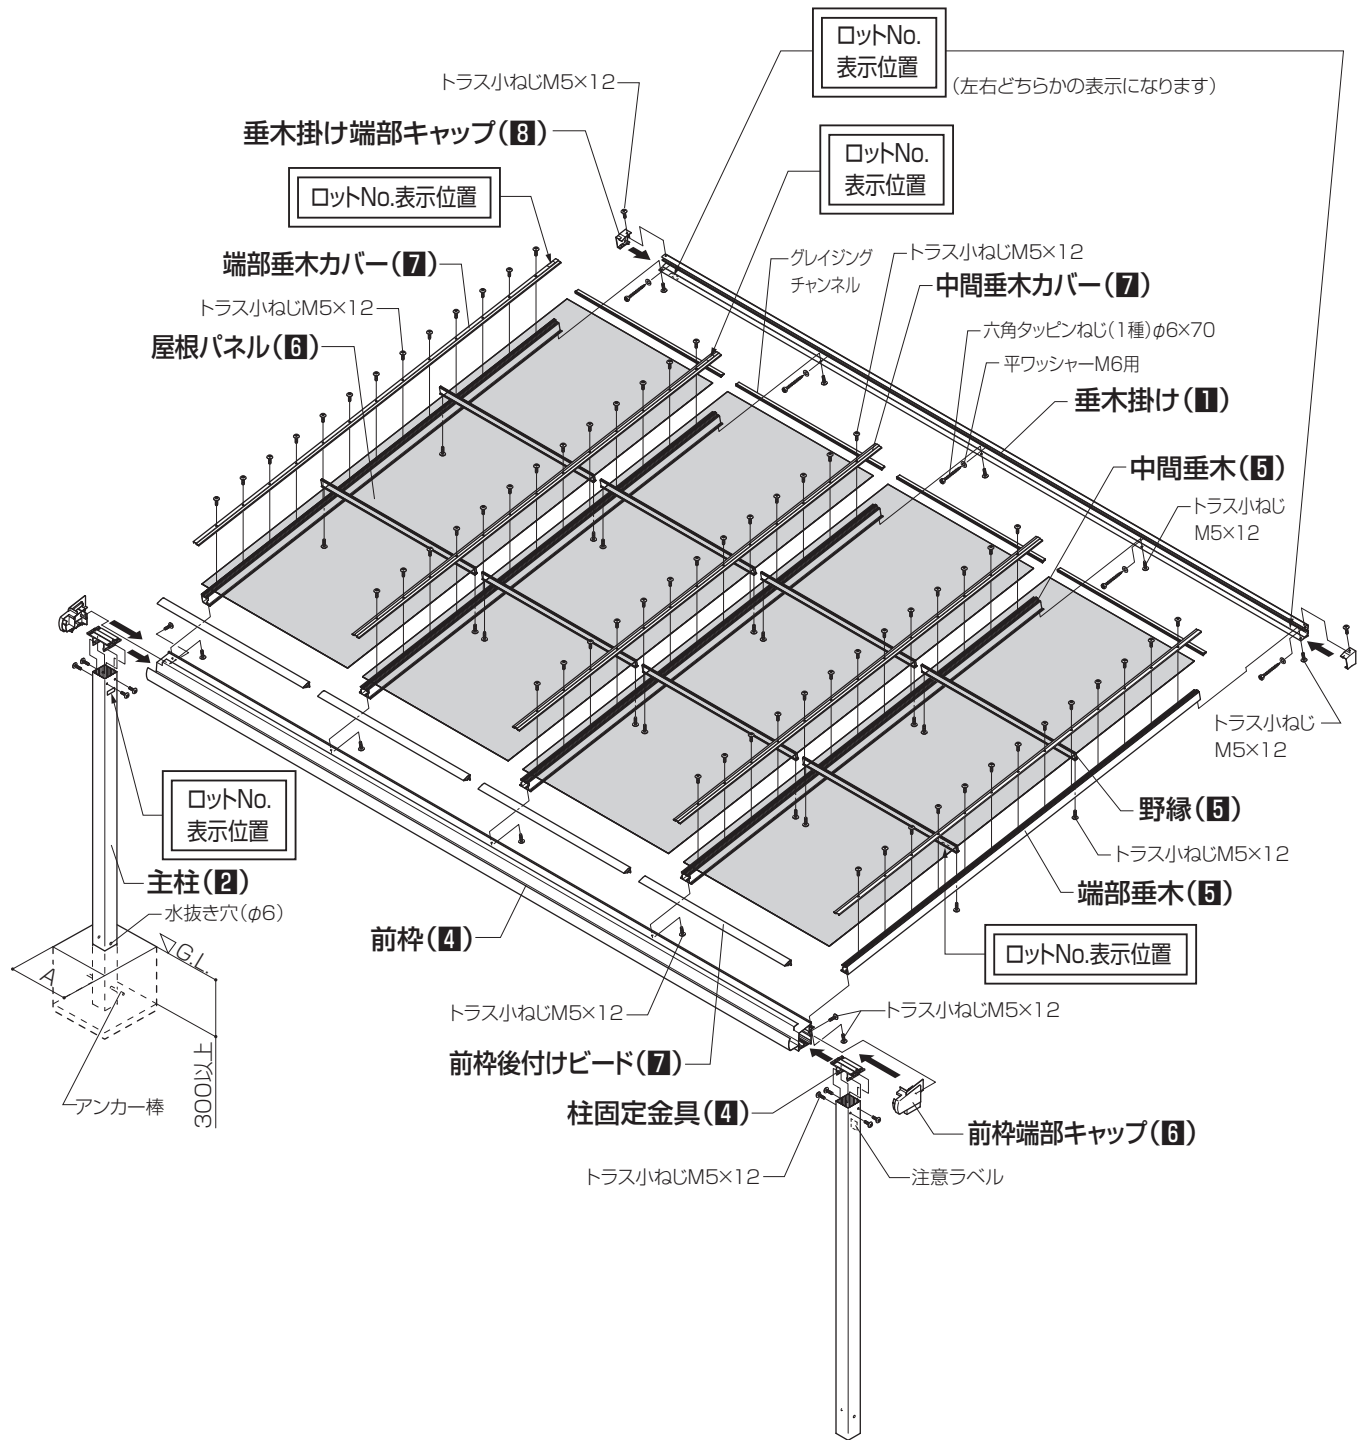 ロットNo.
表示位置
(左右どちらかの表示になります)
トラス小ねじM5×12
垂木掛け端部キャップ(8)
ロットNo.
表示位置
ロットNo.表示位置
端部垂木カバー(7)
トラス小ねじM5×12
屋根パネル(6)
グレイジング
チャンネル
トラス小ねじM5×12
中間垂木カバー(7)
六角タッピンねじ(1種)φ6×70
平ワッシャーM6用
垂木掛け(1)
中間垂木(5)
トラス小ねじ
M5×12
トラス小ねじ
M5×12
野縁(5)
トラス小ねじM5×12
端部垂木(5)
ロットNo.表示位置
ロットNo.
表示位置
主柱(2)
水抜き穴(φ6)
G.L.
A
300以上
アンカー棒
前枠(4)
トラス小ねじM5×12
前枠後付けビード(7)
トラス小ねじM5×12
柱固定金具(4)
前枠端部キャップ(6)
トラス小ねじM5×12
注意ラベル